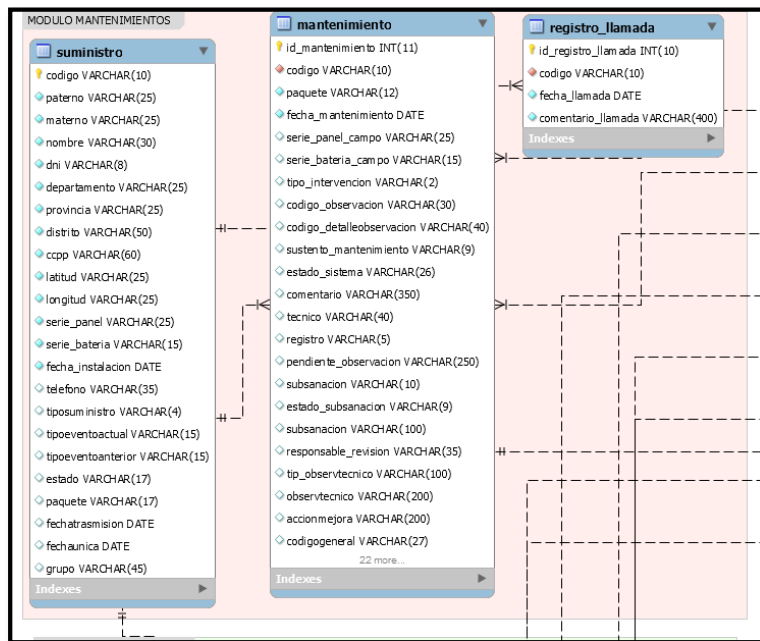 MODULO MANTENIMIENTOS
suministro
codigo VARCHAR(10)
paterno VARCHAR(25)
materno VARCHAR(25)
nombre VARCHAR(30)
dni VARCHAR(8)
departamento VARCHAR(25)
provincia VARCHAR(25)
distrito VARCHAR(50)
ccpp VARCHAR(60)
latitud VARCHAR(25)
longitud VARCHAR(25)
serie_panel VARCHAR(25)
serie_bateria VARCHAR(15)
fecha_instalacion DATE
telefono VARCHAR(35)
tiposuministro VARCHAR(4)
tipoeventoactual VARCHAR(15)
tipoeventoanterior VARCHAR(15)
estado VARCHAR(17)
paquete VARCHAR(17)
fechatrasmision DATE
fechaunica DATE
grupo VARCHAR(45)
Indexes
mantenimiento
id_mantenimiento INT(11)
codigo VARCHAR(10)
paquete VARCHAR(12)
fecha_mantenimiento DATE
serie_panel_campo VARCHAR(25)
serie_bateria_campo VARCHAR(15)
tipo_intervencion VARCHAR(2)
codigo_observacion VARCHAR(30)
codigo_detalleobservacion VARCHAR(40)
sustento_mantenimiento VARCHAR(9)
estado_sistema VARCHAR(26)
comentario VARCHAR(350)
tecnico VARCHAR(40)
registro VARCHAR(5)
pendiente_observacion VARCHAR(250)
subsanacion VARCHAR(10)
estado_subsanacion VARCHAR(9)
subsanacion VARCHAR(100)
responsable_revision VARCHAR(35)
tip_observtecnico VARCHAR(100)
observtecnico VARCHAR(200)
accionmejora VARCHAR(200)
codigogeneral VARCHAR(27)
22 more...
Indexes
registro_llamada
id_registro_llamada INT(10)
codigo VARCHAR(10)
fecha_llamada DATE
comentario_llamada VARCHAR(400)
Indexes